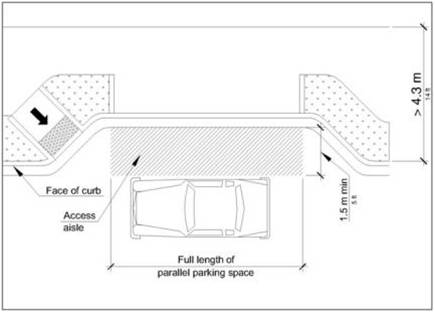 > 4.3 m
14 ft
Face of curb
Access
aisle
1.5 m min
5 ft
Full length of
parallel parking space